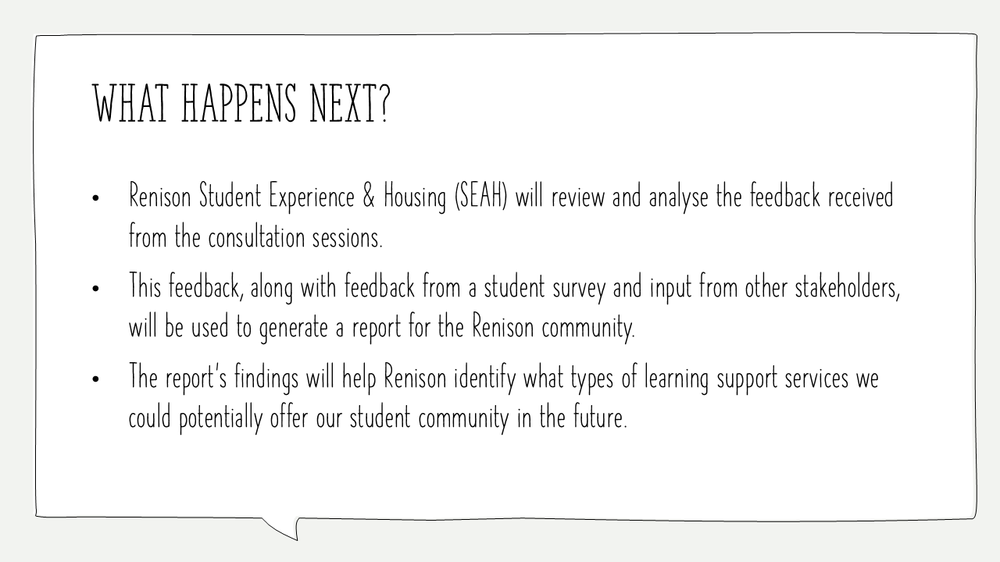 WHAT HAPPENS NEXT?
• Renison Student Experience & Housing (SEAH) will review and analyse the feedback received
from the consultation sessions.
• This feedback, along with feedback from a student survey and input from other stakeholders,
will be used to generate a report for the Renison community.
• The report's findings will help Renison identify what types of learning support services we
could potentially offer our student community in the future.